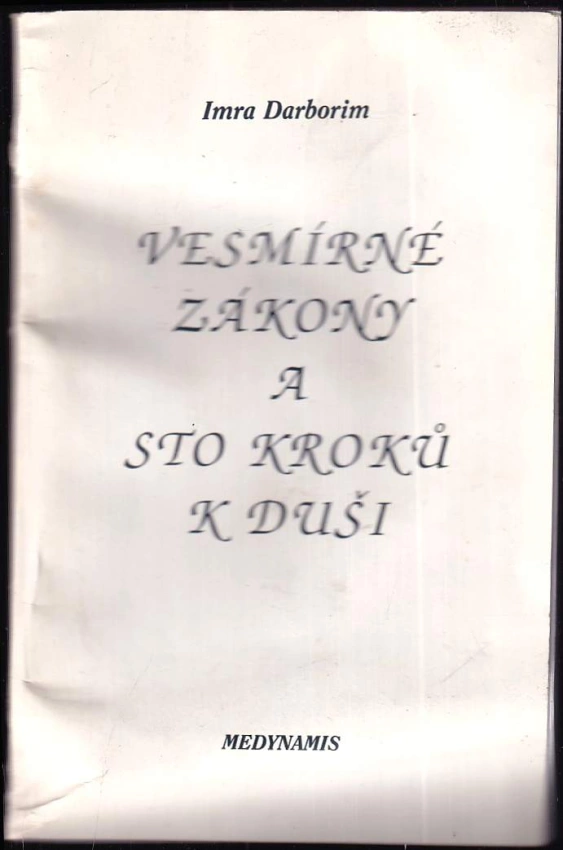 Imra Darborim
VESMÍRNÉ
ZÁKONY
A
STO KROKŮ
K DUŠI
MEDYNAMIS